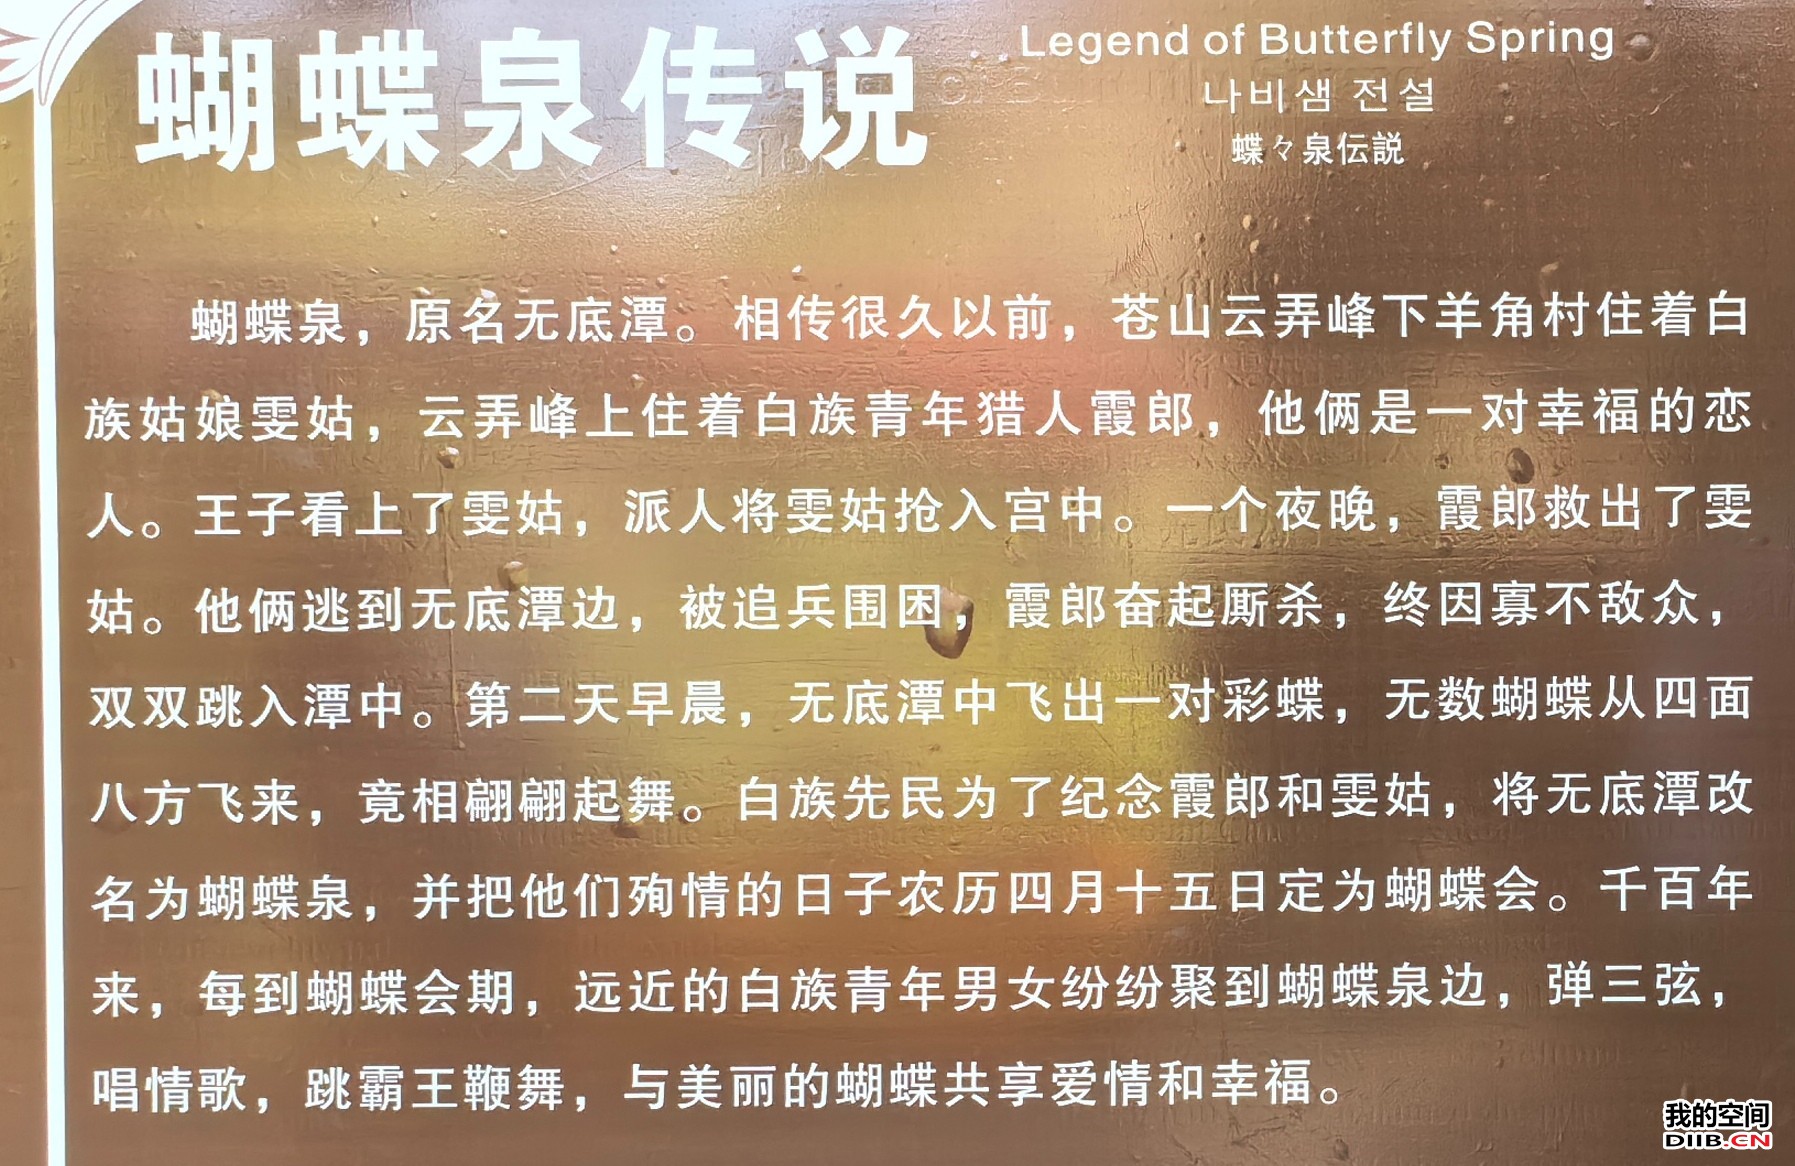 蝴蝶泉传说
Legend of Butterfly Spring
나비샘 전설
蝶々泉伝説
蝴蝶泉，原名无底潭。相传很久以前，苍山云弄峰下羊角村住着白
族姑娘雯姑，云弄峰上住着白族青年猎人霞郎，他俩是一对幸福的恋
人。王子看上了雯姑，派人将雯姑抢入宫中。一个夜晚，霞郎救出了雯
姑。他俩逃到无底潭边，被追兵围困，霞郎奋起厮杀，终因寡不敌众，
双双跳入潭中。第二天早晨，无底潭中飞出一对彩蝶，无数蝴蝶从四面
八方飞来，竟相翩翩起舞。白族先民为了纪念霞郎和雯姑，将无底潭改
名为蝴蝶泉，并把他们殉情的日子农历四月十五日定为蝴蝶会。千百年
来，每到蝴蝶会期，远近的白族青年男女纷纷聚到蝴蝶泉边，弹三弦，
唱情歌，跳霸王鞭舞，与美丽的蝴蝶共享爱情和幸福。
我的空间
DIIB.CN